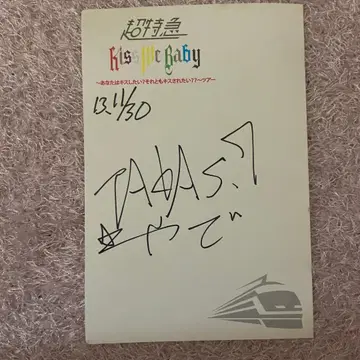 超特急
Kiss Me Baby
～あなたはキスしたい？それともキスされたい？？～ツアー
13.11/30
TAKAS.?
★やで"